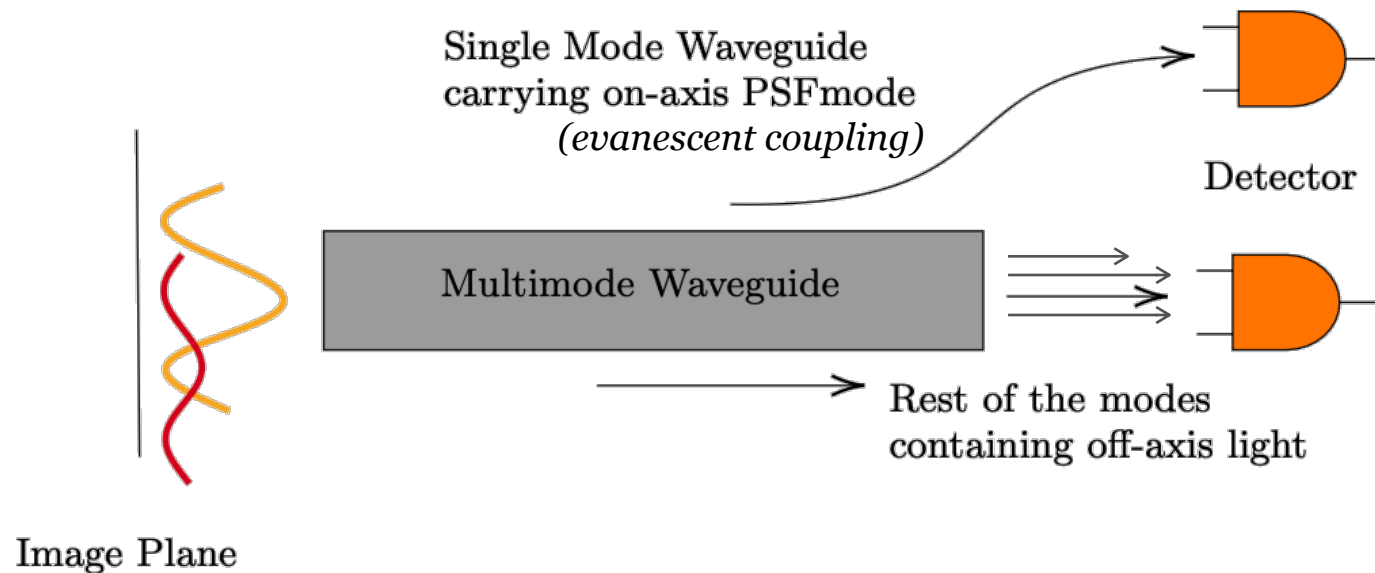 Single Mode Waveguide
carrying on-axis PSFmode
(evanescent coupling)
Detector
Multimode Waveguide
Rest of the modes
containing off-axis light
Image Plane